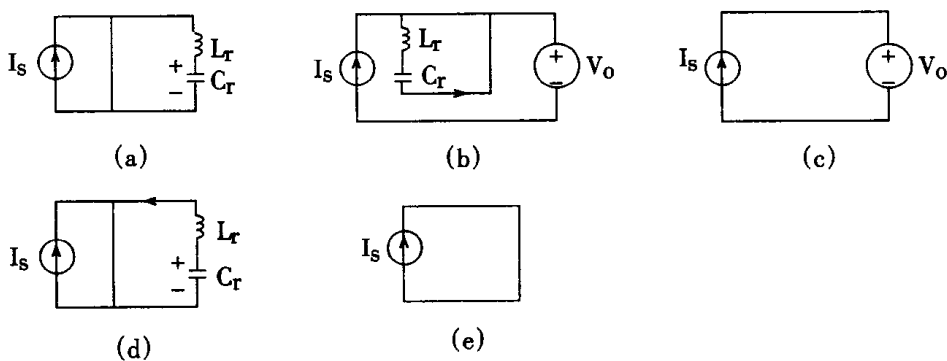 Is + − Lr Cr
(a)
Is Lr Cr + − Vo
(b)
Is + − Vo
(c)
Is + − Lr Cr
(d)
Is
(e)